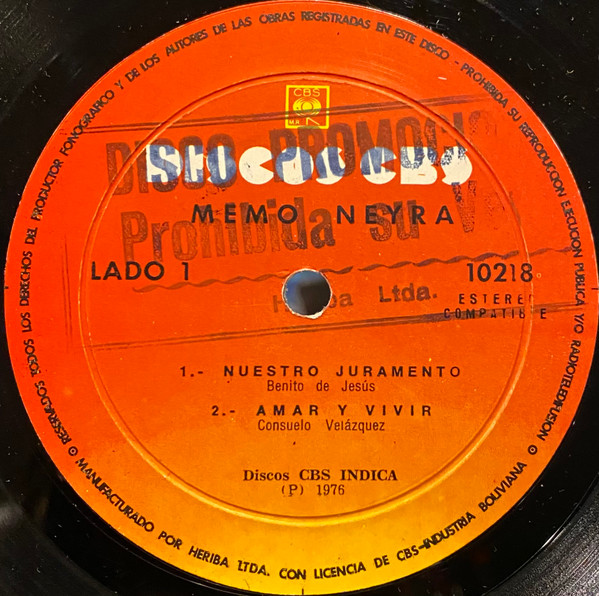 ® RESERVADOS TODOS LOS DERECHOS DEL PRODUCTOR FONOGRAFICO Y DE LOS AUTORES DE LAS OBRAS REGISTRADAS EN ESTE DISCO - PROHIBIDA SU REPRODUCCION EJECUCION PUBLICA Y/O RADIOTELEDIFUSION ®
CBS
DISCO PROMOCIO
Discos CBS
MEMO NEYRA
Prohibida su
LADO 1
10218
Ltda.
ESTEREO
COMPATIBLE
1.- NUESTRO JURAMENTO
Benito de Jesús
2.- AMAR Y VIVIR
Consuelo Velázquez
Discos CBS INDICA
(P) 1976
MANUFACTURADO POR HERIBA LTDA. CON LICENCIA DE CBS-INDUSTRIA BOLIVIANA